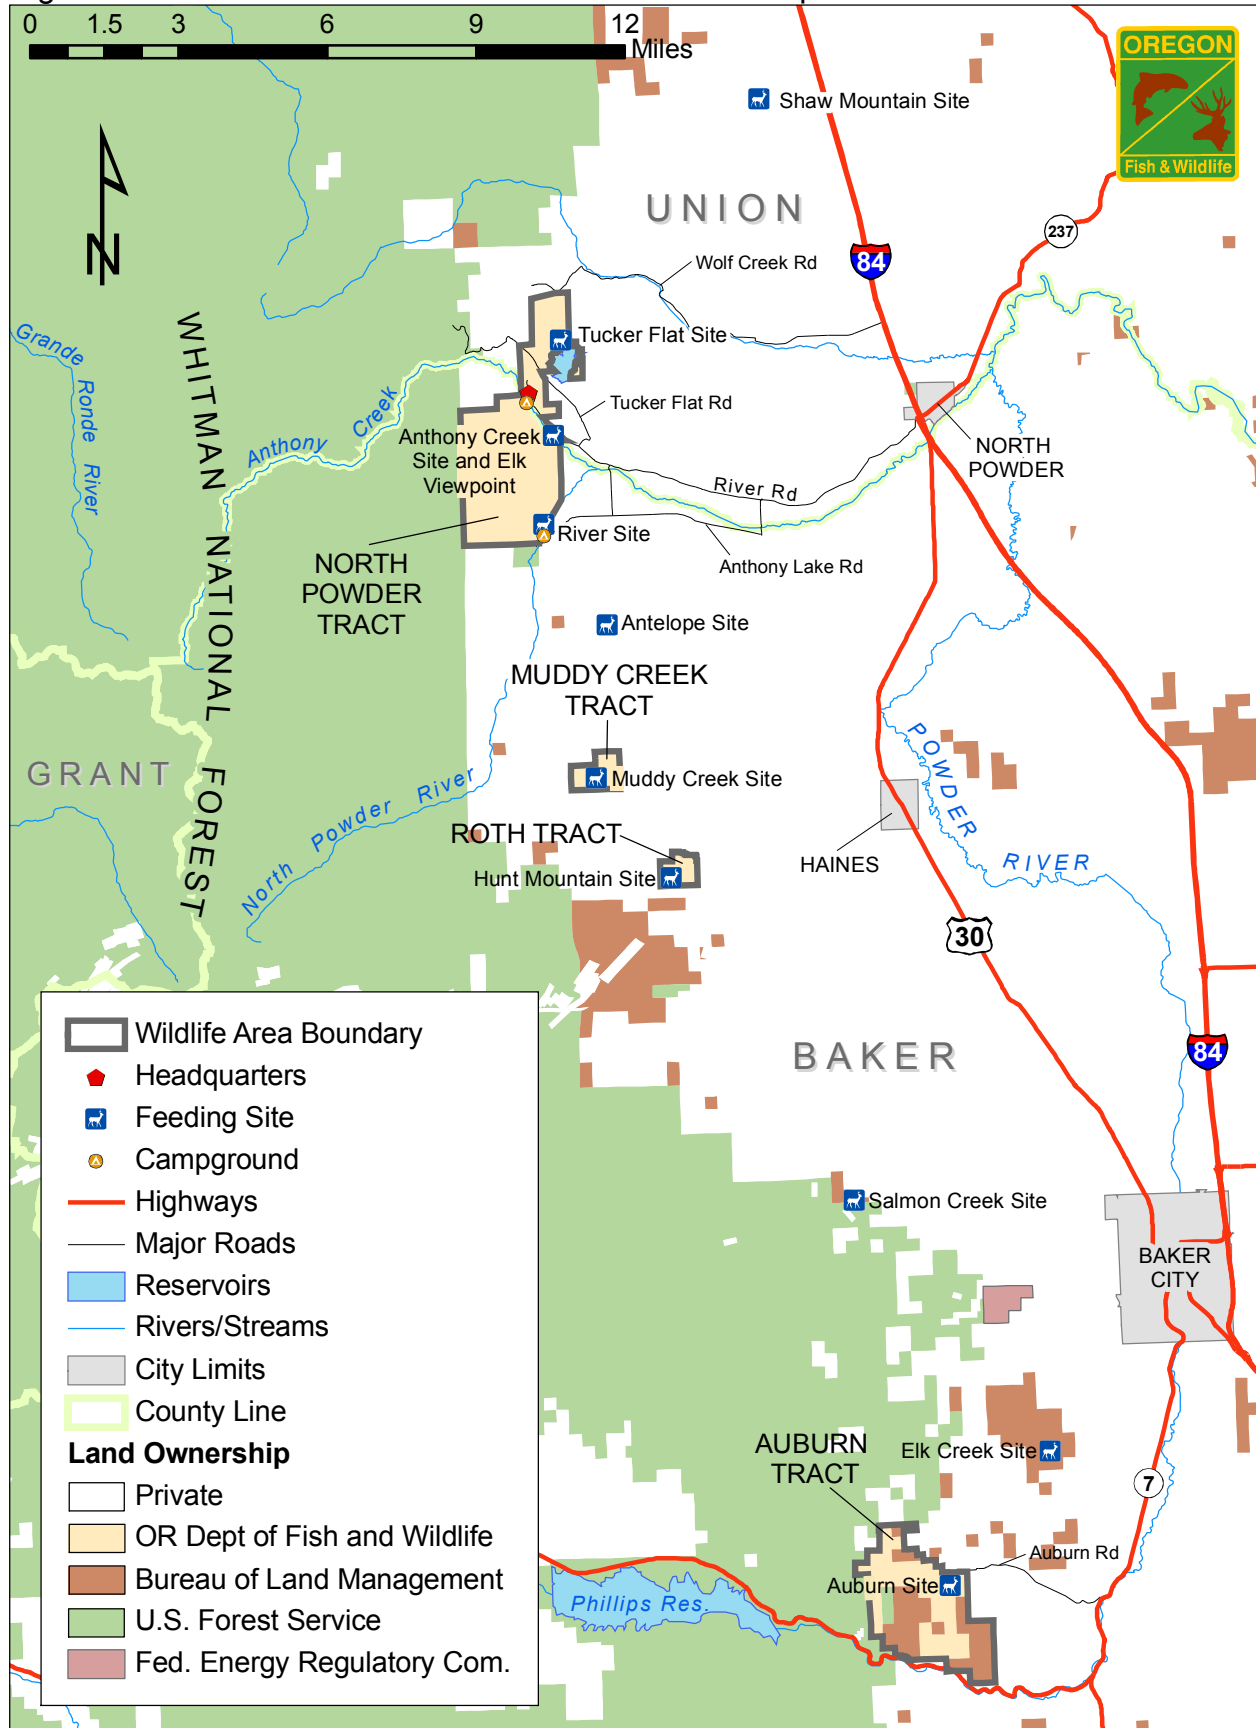 0 1.5 3 6 9 12
Miles
OREGON
Fish & Wildlife
Shaw Mountain Site
UNION
237
84
Wolf Creek Rd
Tucker Flat Site
Tucker Flat Rd
Grande Ronde River
WHITMAN NATIONAL FOREST
Anthony Creek
Anthony Creek
Site and Elk
Viewpoint
NORTH
POWDER
River Rd
River Site
Anthony Lake Rd
NORTH
POWDER
TRACT
Antelope Site
MUDDY CREEK
TRACT
Muddy Creek Site
GRANT
POWDER
RIVER
North Powder River
ROTH TRACT
Hunt Mountain Site
HAINES
30
N
BAKER
84
Salmon Creek Site
BAKER
CITY
AUBURN
TRACT
Elk Creek Site
7
Auburn Rd
Auburn Site
Phillips Res.
Wildlife Area Boundary
Headquarters
Feeding Site
Campground
Highways
Major Roads
Reservoirs
Rivers/Streams
City Limits
County Line
Land Ownership
Private
OR Dept of Fish and Wildlife
Bureau of Land Management
U.S. Forest Service
Fed. Energy Regulatory Com.